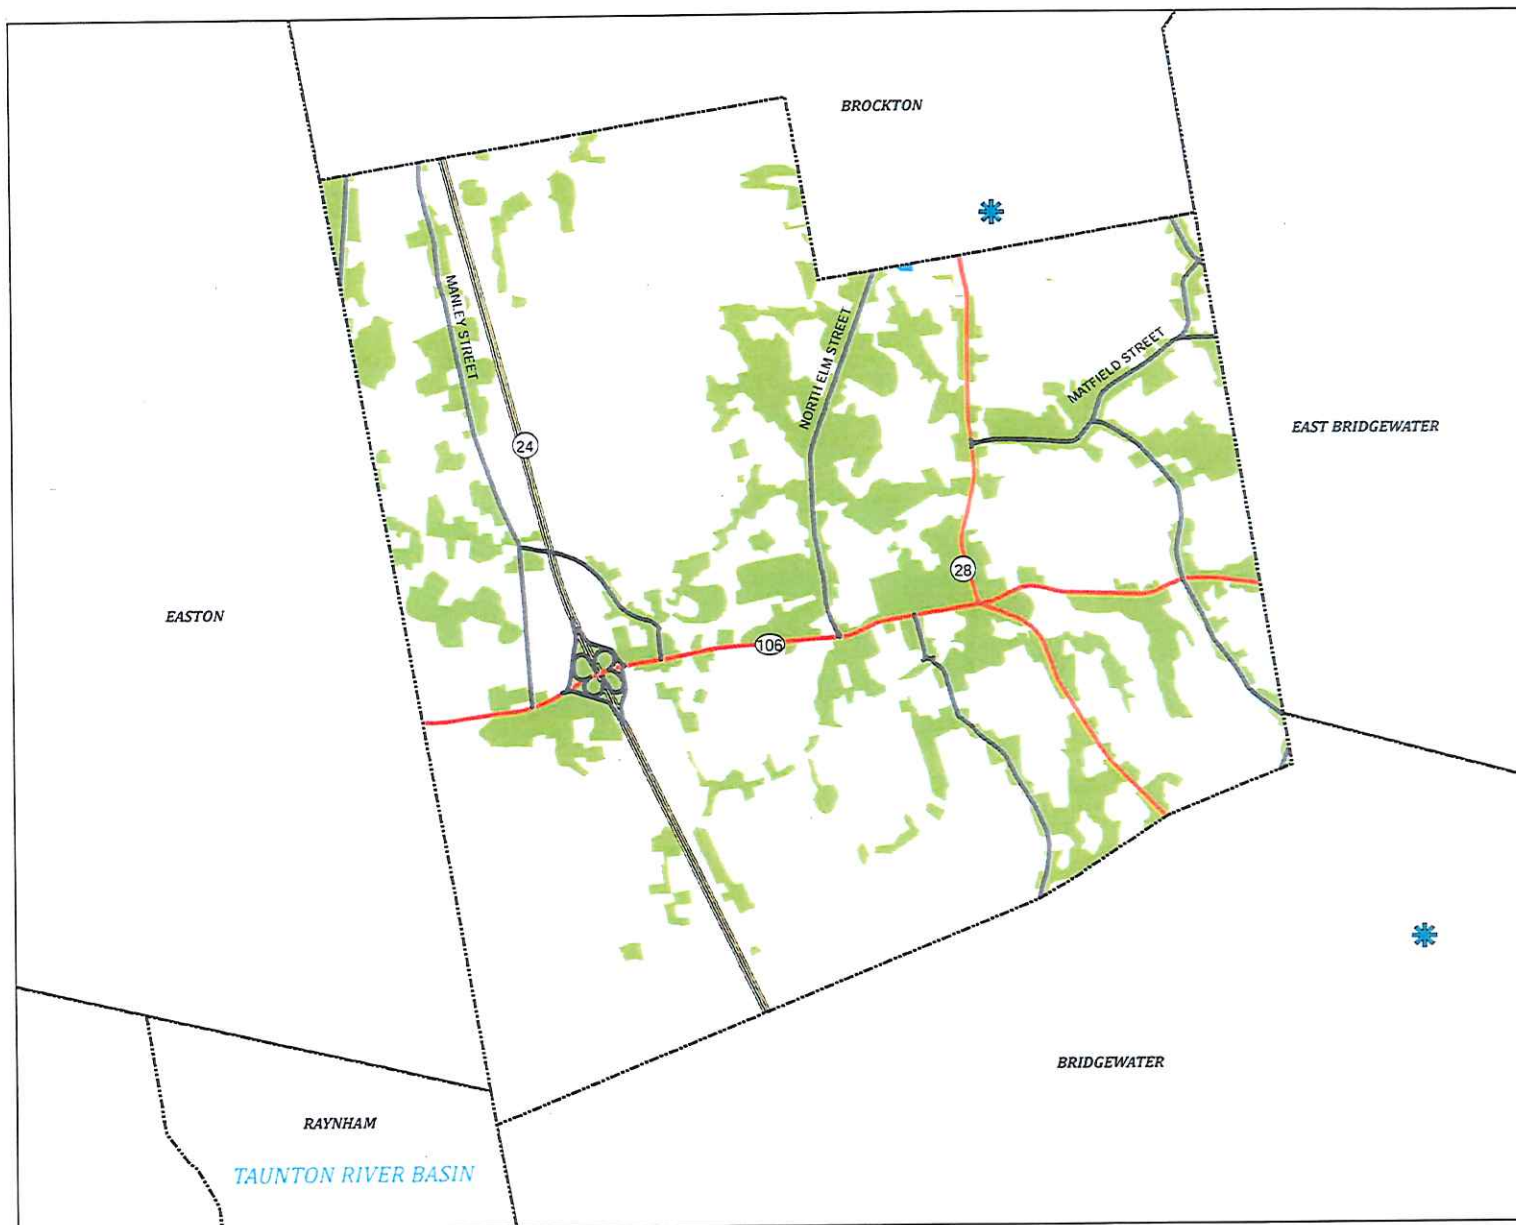 BROCKTON
MANLEY STREET
NORTH ELM STREET
MATFIELD STREET
24
EAST BRIDGEWATER
28
EASTON
106
BRIDGEWATER
RAYNHAM
TAUNTON RIVER BASIN